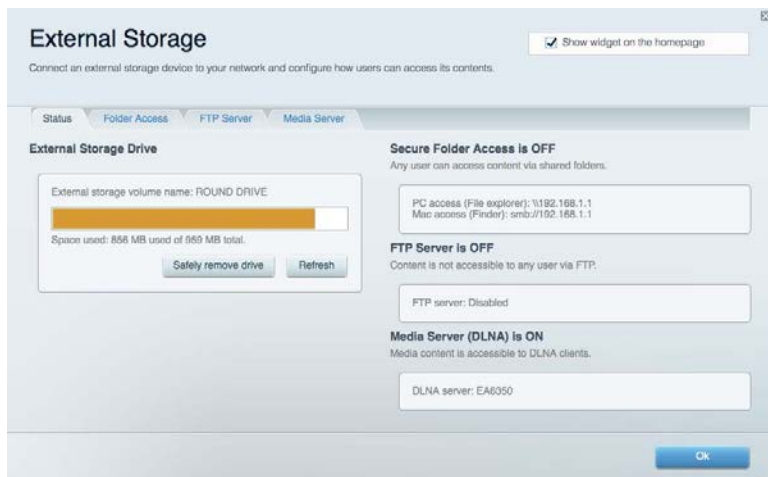 External Storage
Show widget on the homepage
Connect an external storage device to your network and configure how users can access its contents.
Status
Folder Access
FTP Server
Media Server
External Storage Drive
External storage volume name: ROUND DRIVE
Space used: 856 MB used of 959 MB total.
Safely remove drive
Refresh
Secure Folder Access is OFF
Any user can access content via shared folders.
PC access (File explorer): \\192.168.1.1
Mac access (Finder): smb://192.168.1.1
FTP Server is OFF
Content is not accessible to any user via FTP.
FTP server: Disabled
Media Server (DLNA) is ON
Media content is accessible to DLNA clients.
DLNA server: EA6350
Ok